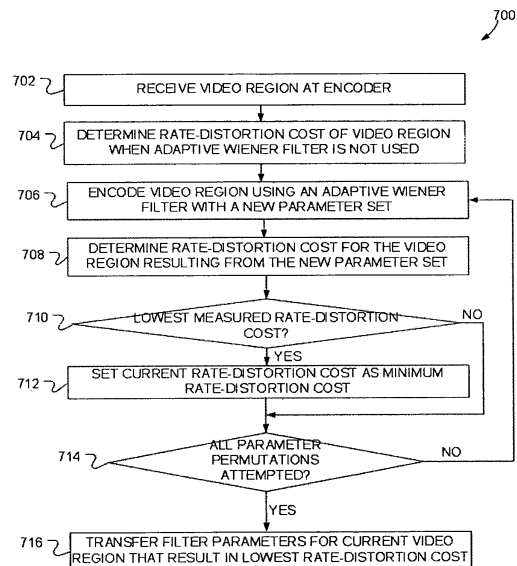 700
702
RECEIVE VIDEO REGION AT ENCODER
704
DETERMINE RATE-DISTORTION COST OF VIDEO REGION
WHEN ADAPTIVE WIENER FILTER IS NOT USED
706
ENCODE VIDEO REGION USING AN ADAPTIVE WIENER
FILTER WITH A NEW PARAMETER SET
708
DETERMINE RATE-DISTORTION COST FOR THE VIDEO
REGION RESULTING FROM THE NEW PARAMETER SET
710
LOWEST MEASURED RATE-DISTORTION
COST?
NO
YES
712
SET CURRENT RATE-DISTORTION COST AS MINIMUM
RATE-DISTORTION COST
714
ALL PARAMETER
PERMUTATIONS
ATTEMPTED?
NO
YES
716
TRANSFER FILTER PARAMETERS FOR CURRENT VIDEO
REGION THAT RESULT IN LOWEST RATE-DISTORTION COST